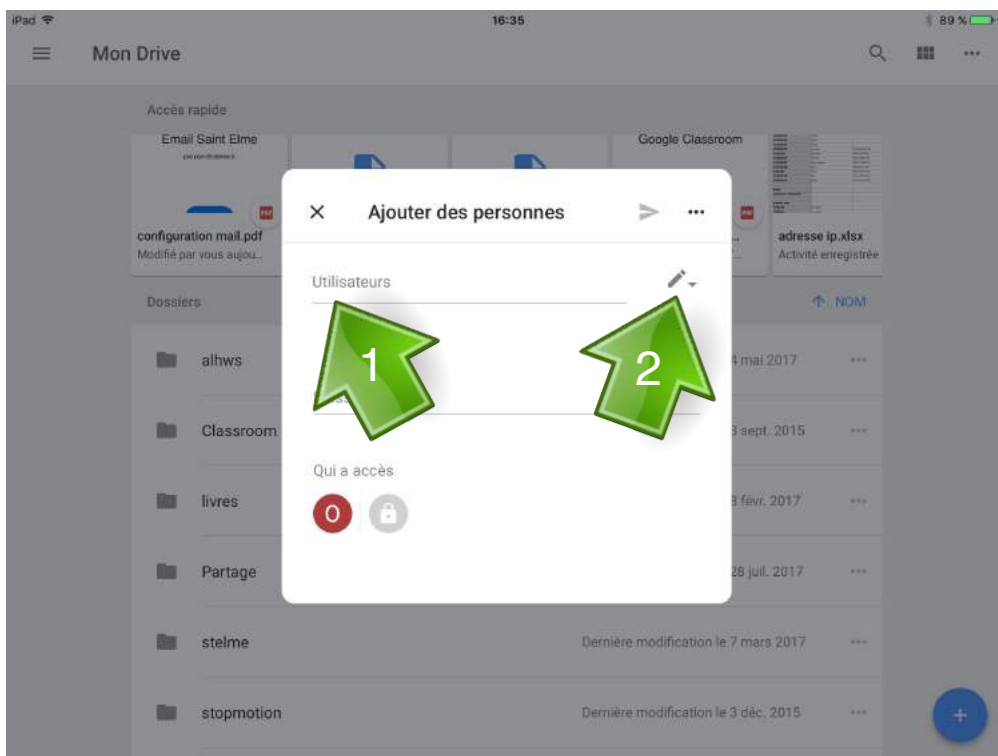 iPad 16:35 89 %
Mon Drive
Accès rapide
Email Saint Elme
Google Classroom
PDF
configuration mail.pdf
Modifié par vous aujou...
adresse ip.xlsx
Activité enregistrée
Ajouter des personnes
Utilisateurs
1
2
Qui a accès
O
Dossiers
NOM
alhws
mai 2017
Classroom
sept. 2015
livres
févr. 2017
Partage
28 juil. 2017
stelme
Dernière modification le 7 mars 2017
stopmotion
Dernière modification le 3 déc. 2015